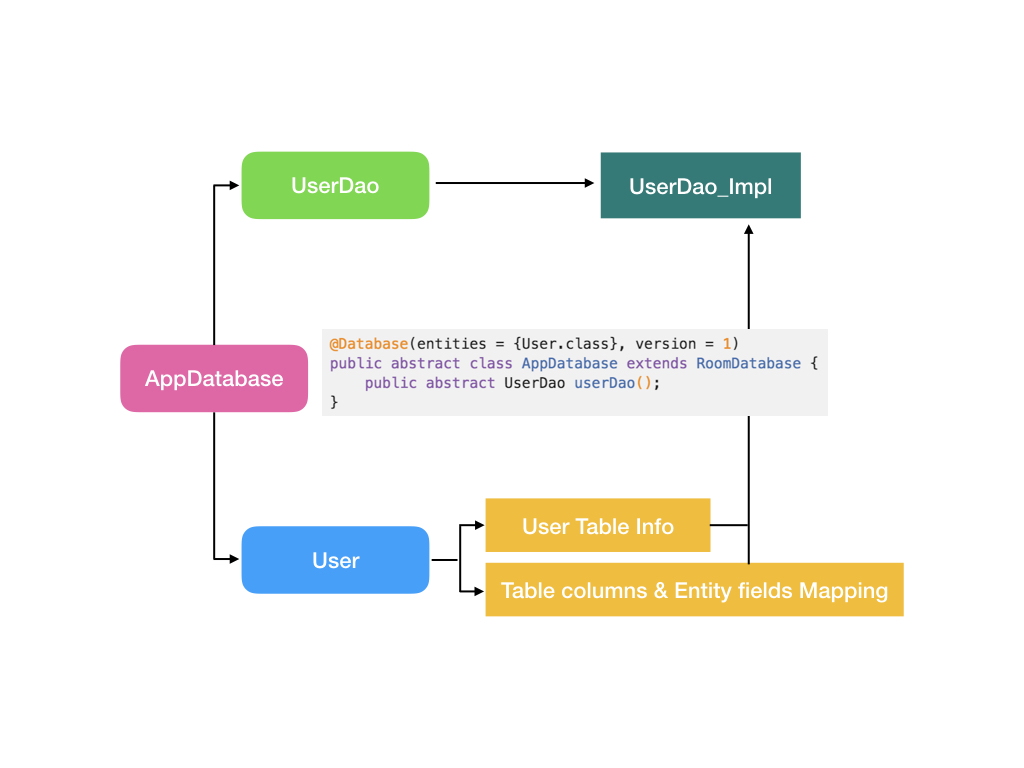 UserDao
UserDao_Impl
AppDatabase
@Database(entities = {User.class}, version = 1)
public abstract class AppDatabase extends RoomDatabase {
    public abstract UserDao userDao();
}
User
User Table Info
Table columns & Entity fields Mapping